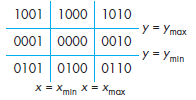 1001 1000 1010
y = ymax
0001 0000 0010
y = ymin
0101 0100 0110
x = xmin x = xmax